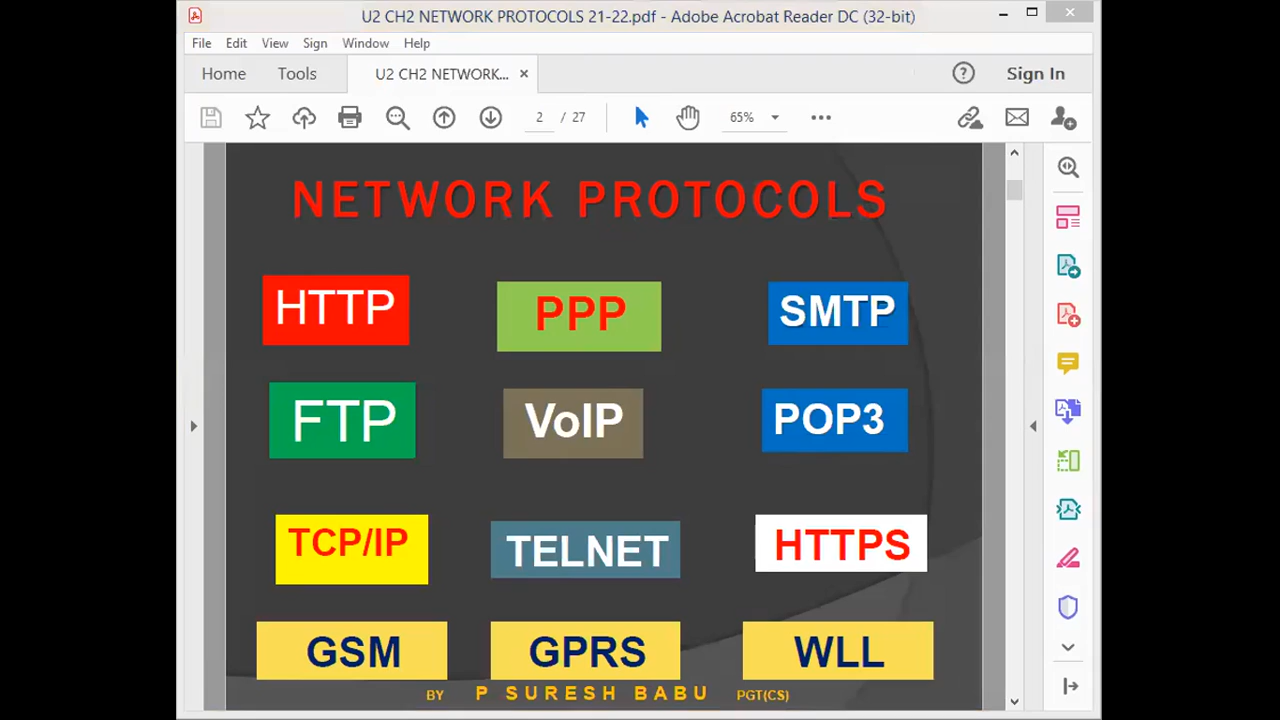 U2 CH2 NETWORK PROTOCOLS 21-22.pdf - Adobe Acrobat Reader DC (32-bit)
File Edit View Sign Window Help
Home Tools U2 CH2 NETWORK... × ? Sign In
2 / 27 65%
NETWORK PROTOCOLS
HTTP PPP SMTP
FTP VoIP POP3
TCP/IP TELNET HTTPS
GSM GPRS WLL
BY P SURESH BABU PGT(CS)